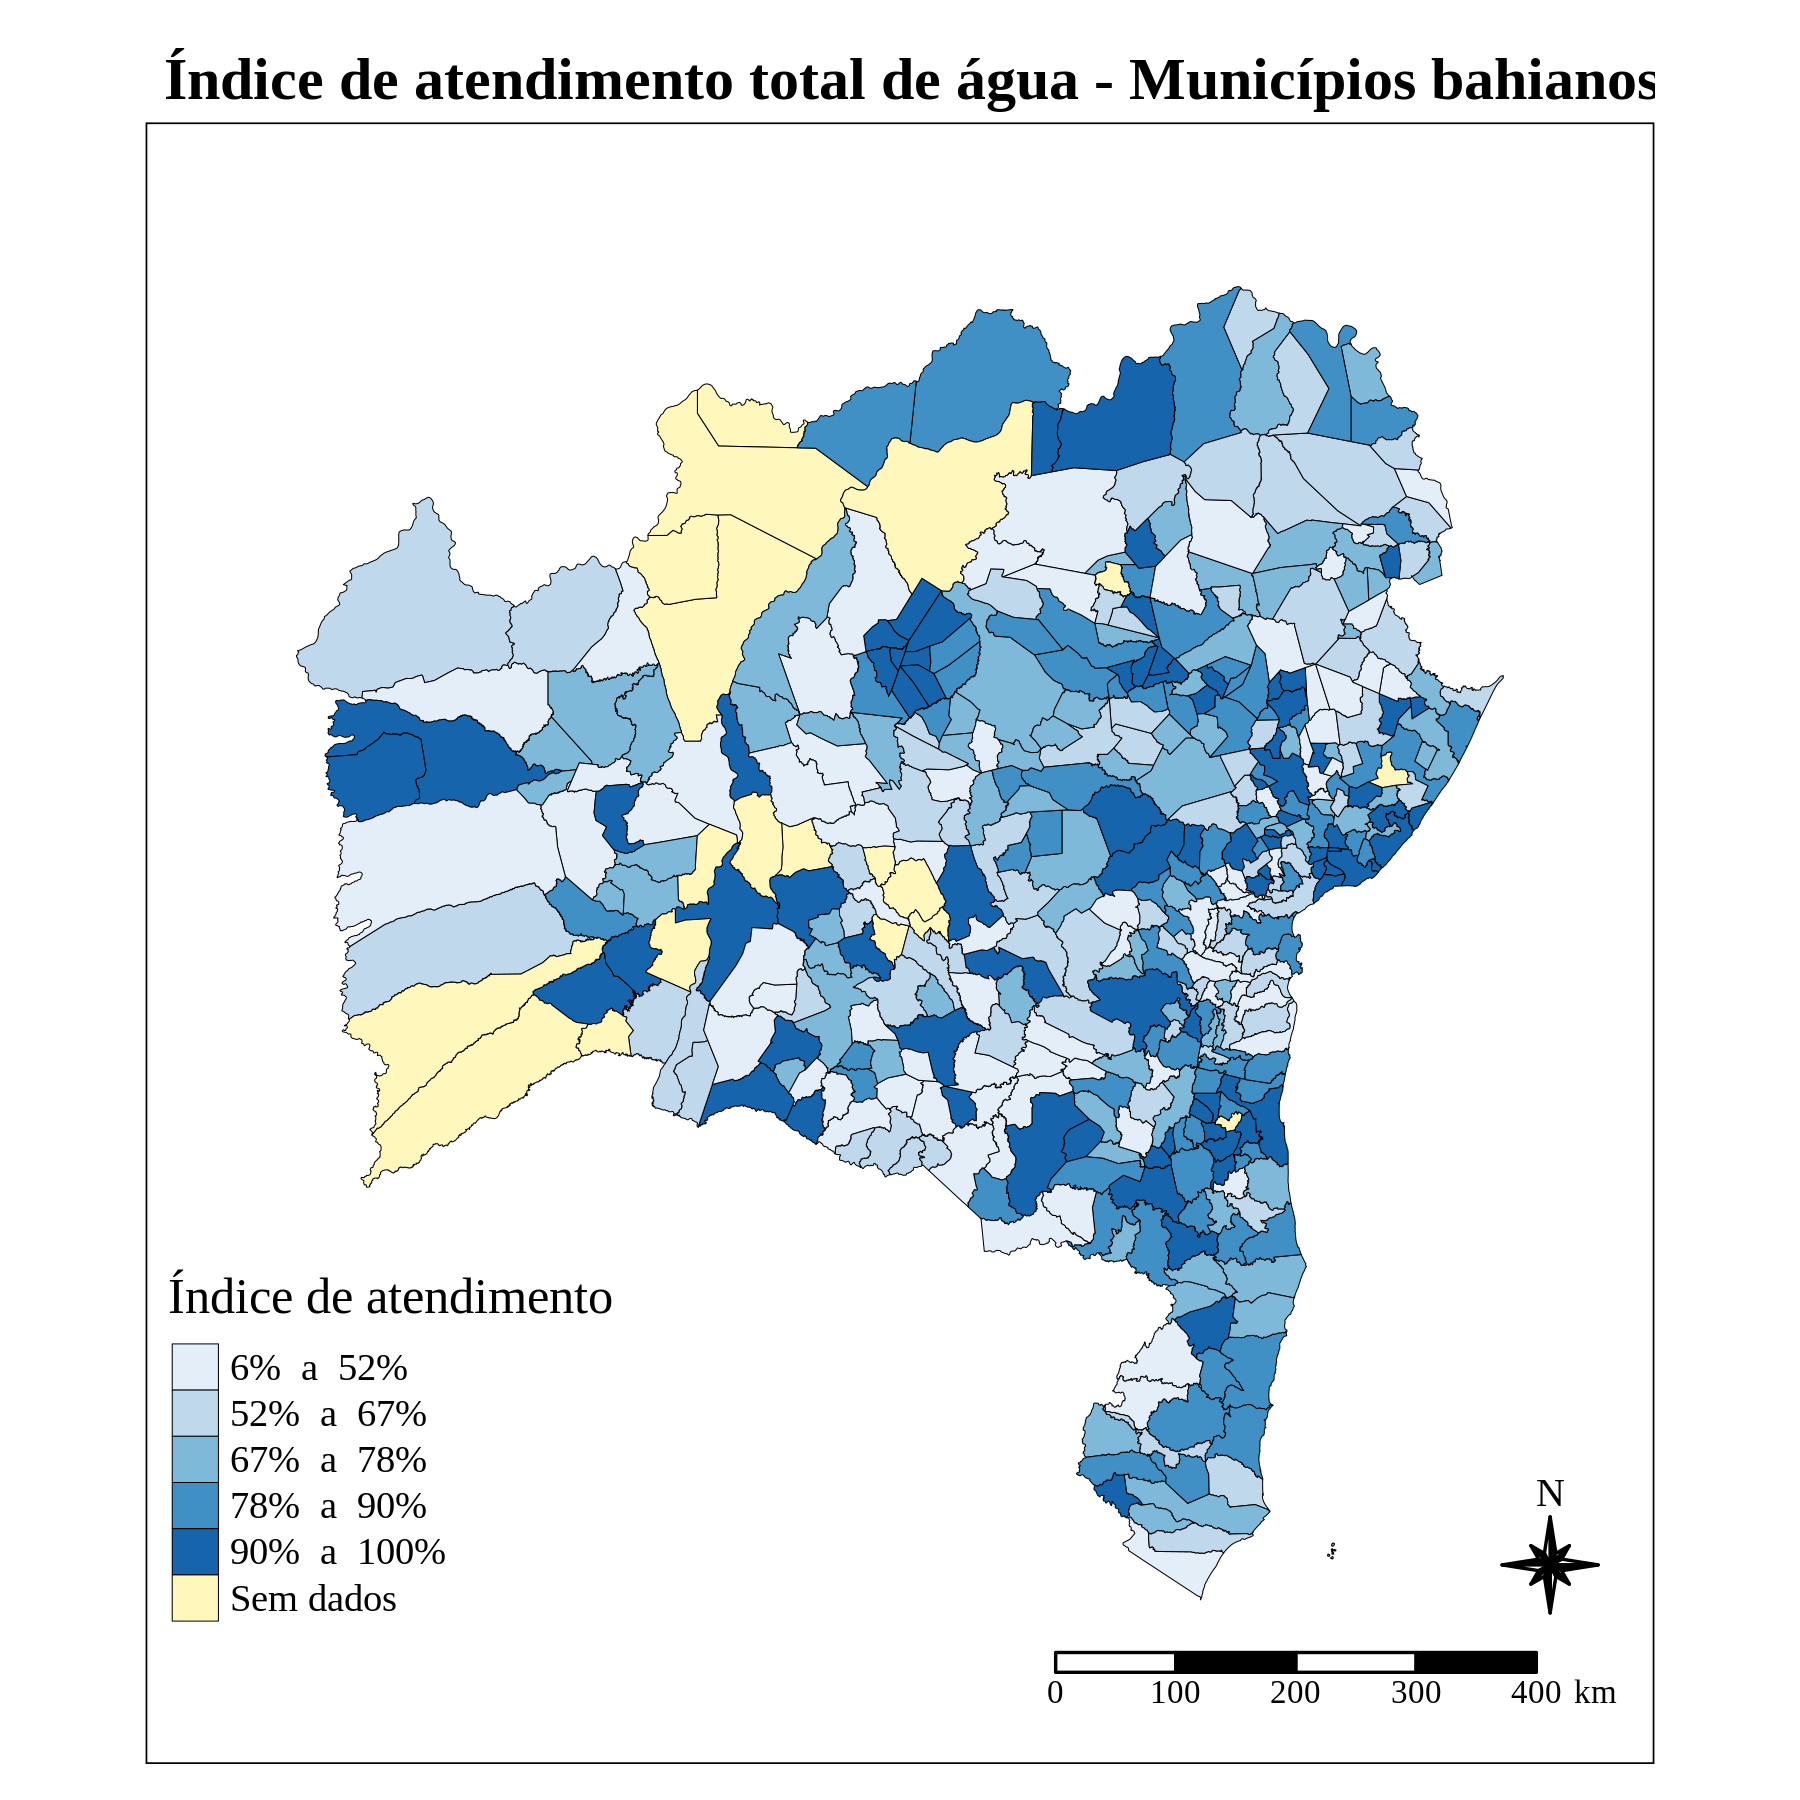 Índice de atendimento total de água - Municípios bahianos
Índice de atendimento
6% a 52%
52% a 67%
67% a 78%
78% a 90%
90% a 100%
Sem dados
N
0 100 200 300 400 km